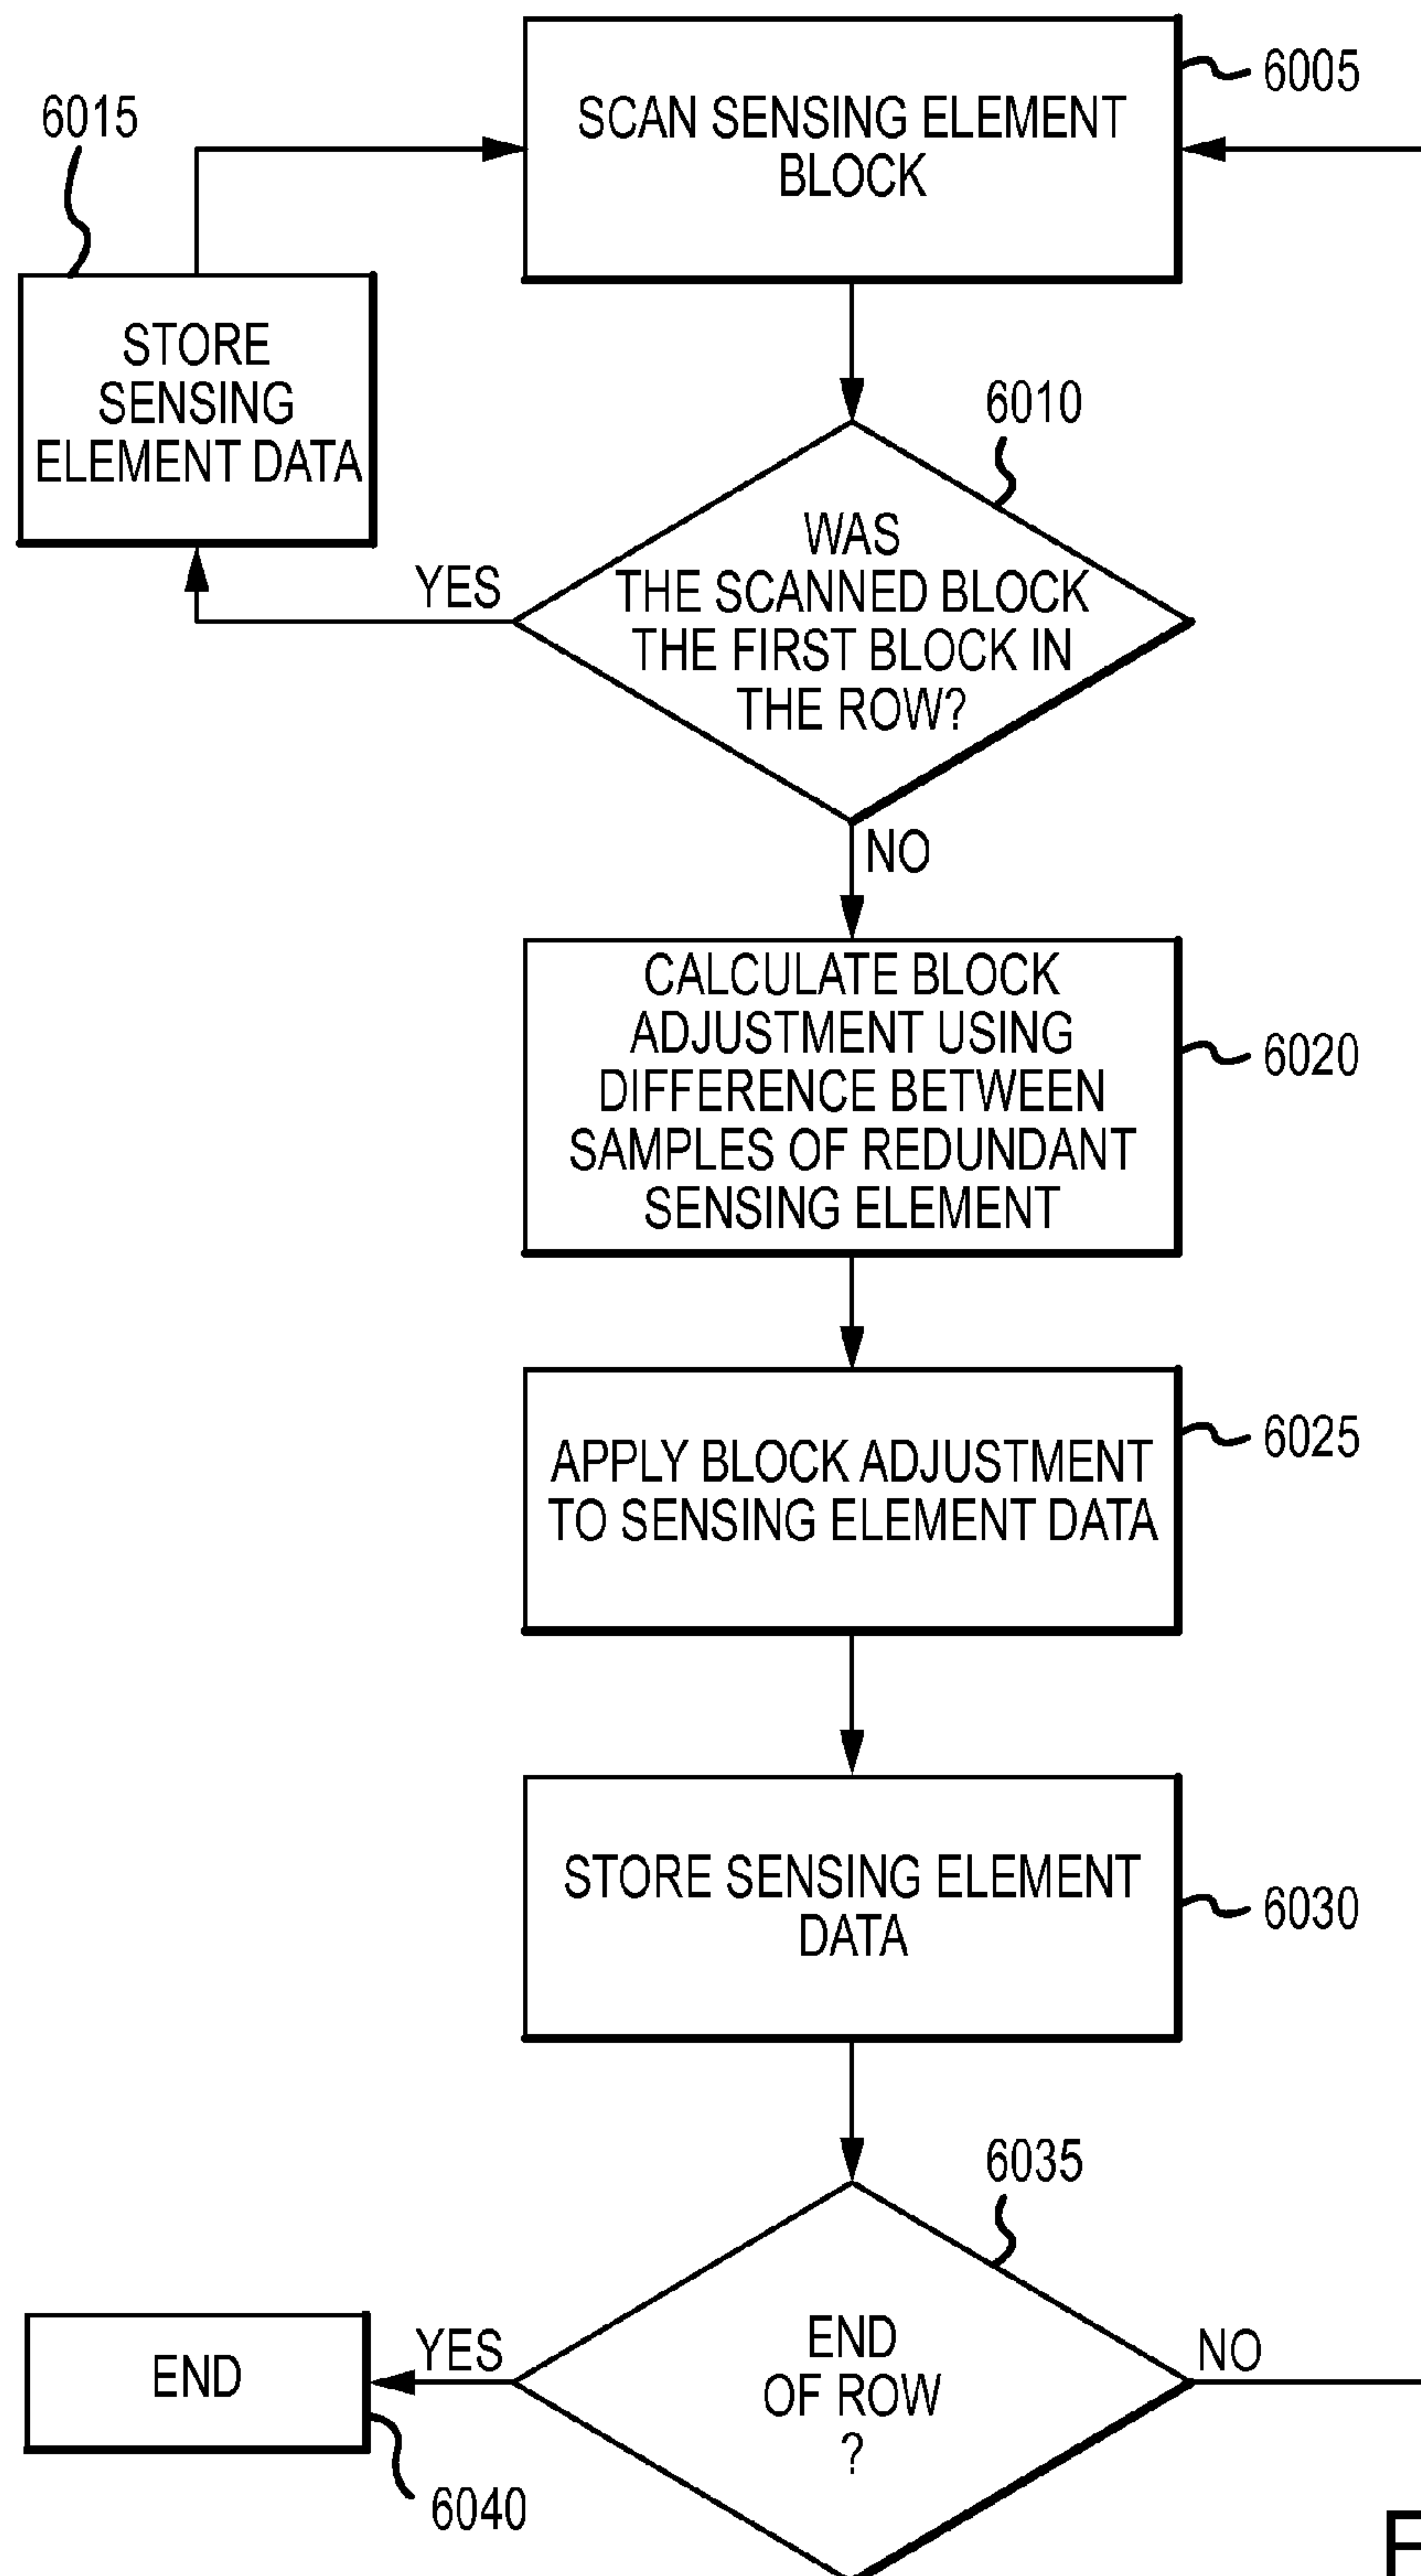 6005
SCAN SENSING ELEMENT
BLOCK
6015
STORE
SENSING
ELEMENT DATA
6010
WAS
THE SCANNED BLOCK
THE FIRST BLOCK IN
THE ROW?
YES
NO
CALCULATE BLOCK
ADJUSTMENT USING
DIFFERENCE BETWEEN
SAMPLES OF REDUNDANT
SENSING ELEMENT
6020
APPLY BLOCK ADJUSTMENT
TO SENSING ELEMENT DATA
6025
STORE SENSING ELEMENT
DATA
6030
6035
END
OF ROW
?
YES
NO
END
6040